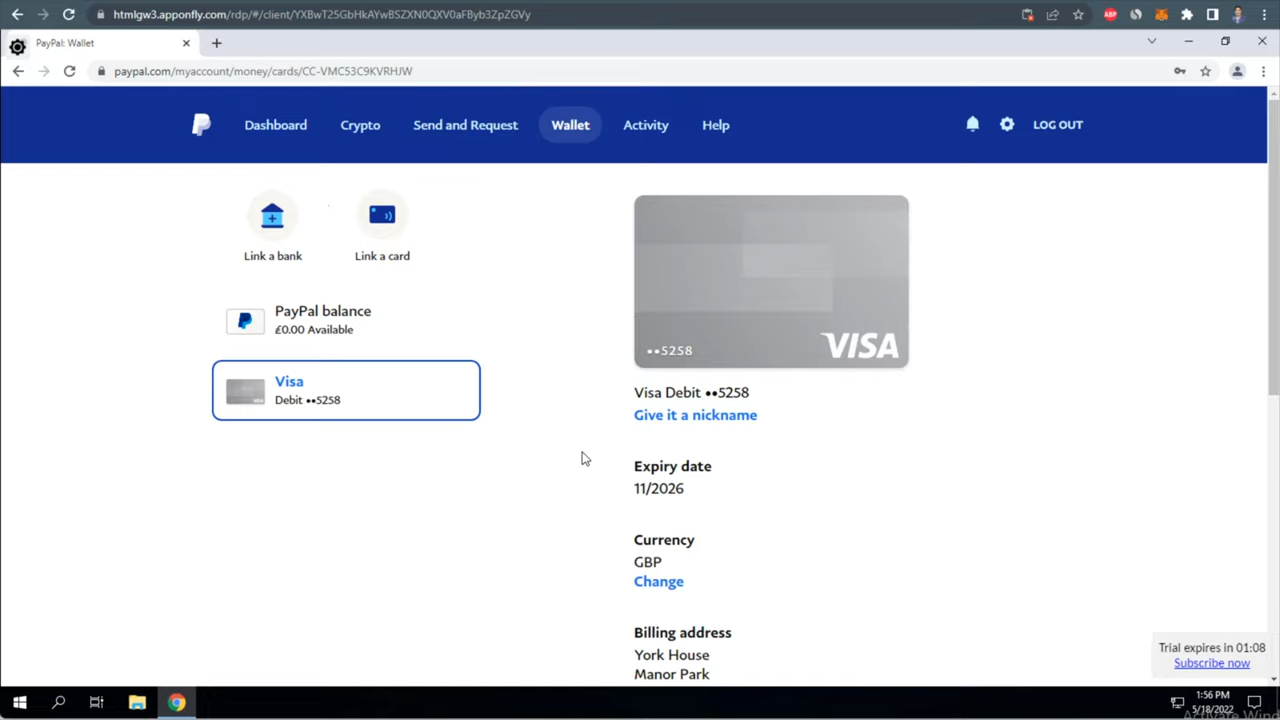 htmlgw3.apponfly.com/rdp/#/client/YXBwT25GbHkAYwBSZXN0QXV0aFByb3ZpZGVy
PayPal: Wallet
paypal.com/myaccount/money/cards/CC-VMC53C9KVRHJW
Dashboard Crypto Send and Request Wallet Activity Help LOG OUT
Link a bank Link a card
PayPal balance
£0.00 Available
Visa
Debit ••5258
••5258 VISA
Visa Debit ••5258
Give it a nickname
Expiry date
11/2026
Currency
GBP
Change
Billing address
York House
Manor Park
Trial expires in 01:08
Subscribe now
1:56 PM
5/18/2022